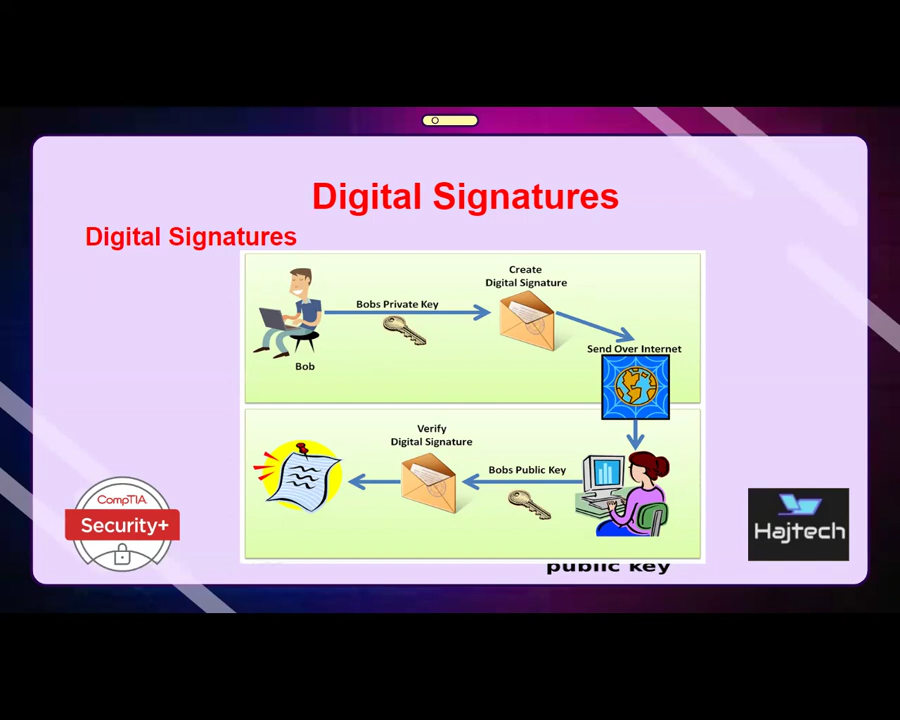 Digital Signatures
Digital Signatures
Create
Digital Signature
Bobs Private Key
Send Over Internet
Bob
Verify
Digital Signature
Bobs Public Key
CompTIA
Security+
Hajtech
public key